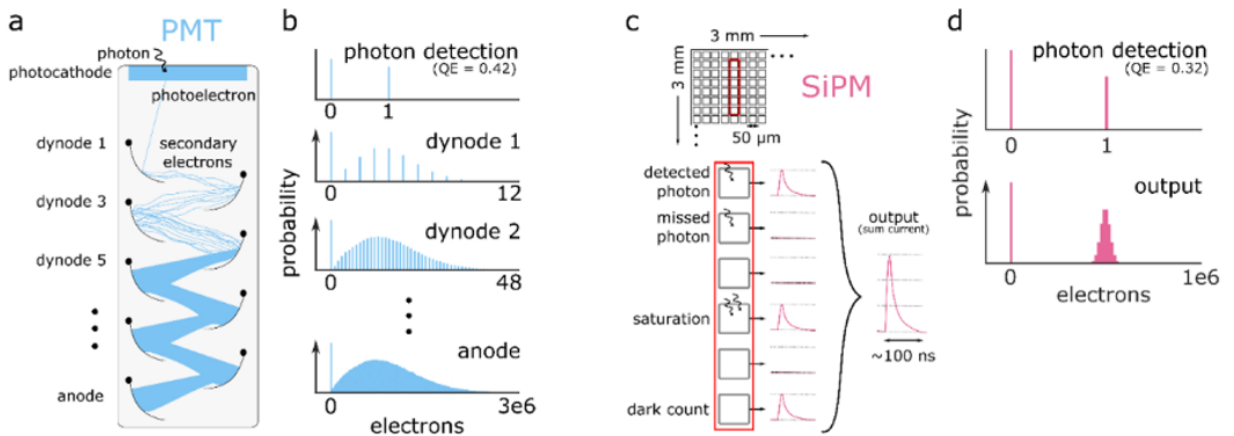 a
PMT
photon
photocathode
photoelectron
dynode 1
secondary
electrons
dynode 3
dynode 5
anode
b
photon detection
(QE = 0.42)
0 1
probability
dynode 1
0 12
dynode 2
0 48
anode
0 3e6
electrons
c
3 mm
3 mm
SiPM
50 μm
detected
photon
missed
photon
saturation
dark count
output
(sum current)
~100 ns
d
photon detection
(QE = 0.32)
0 1
probability
output
0 1e6
electrons